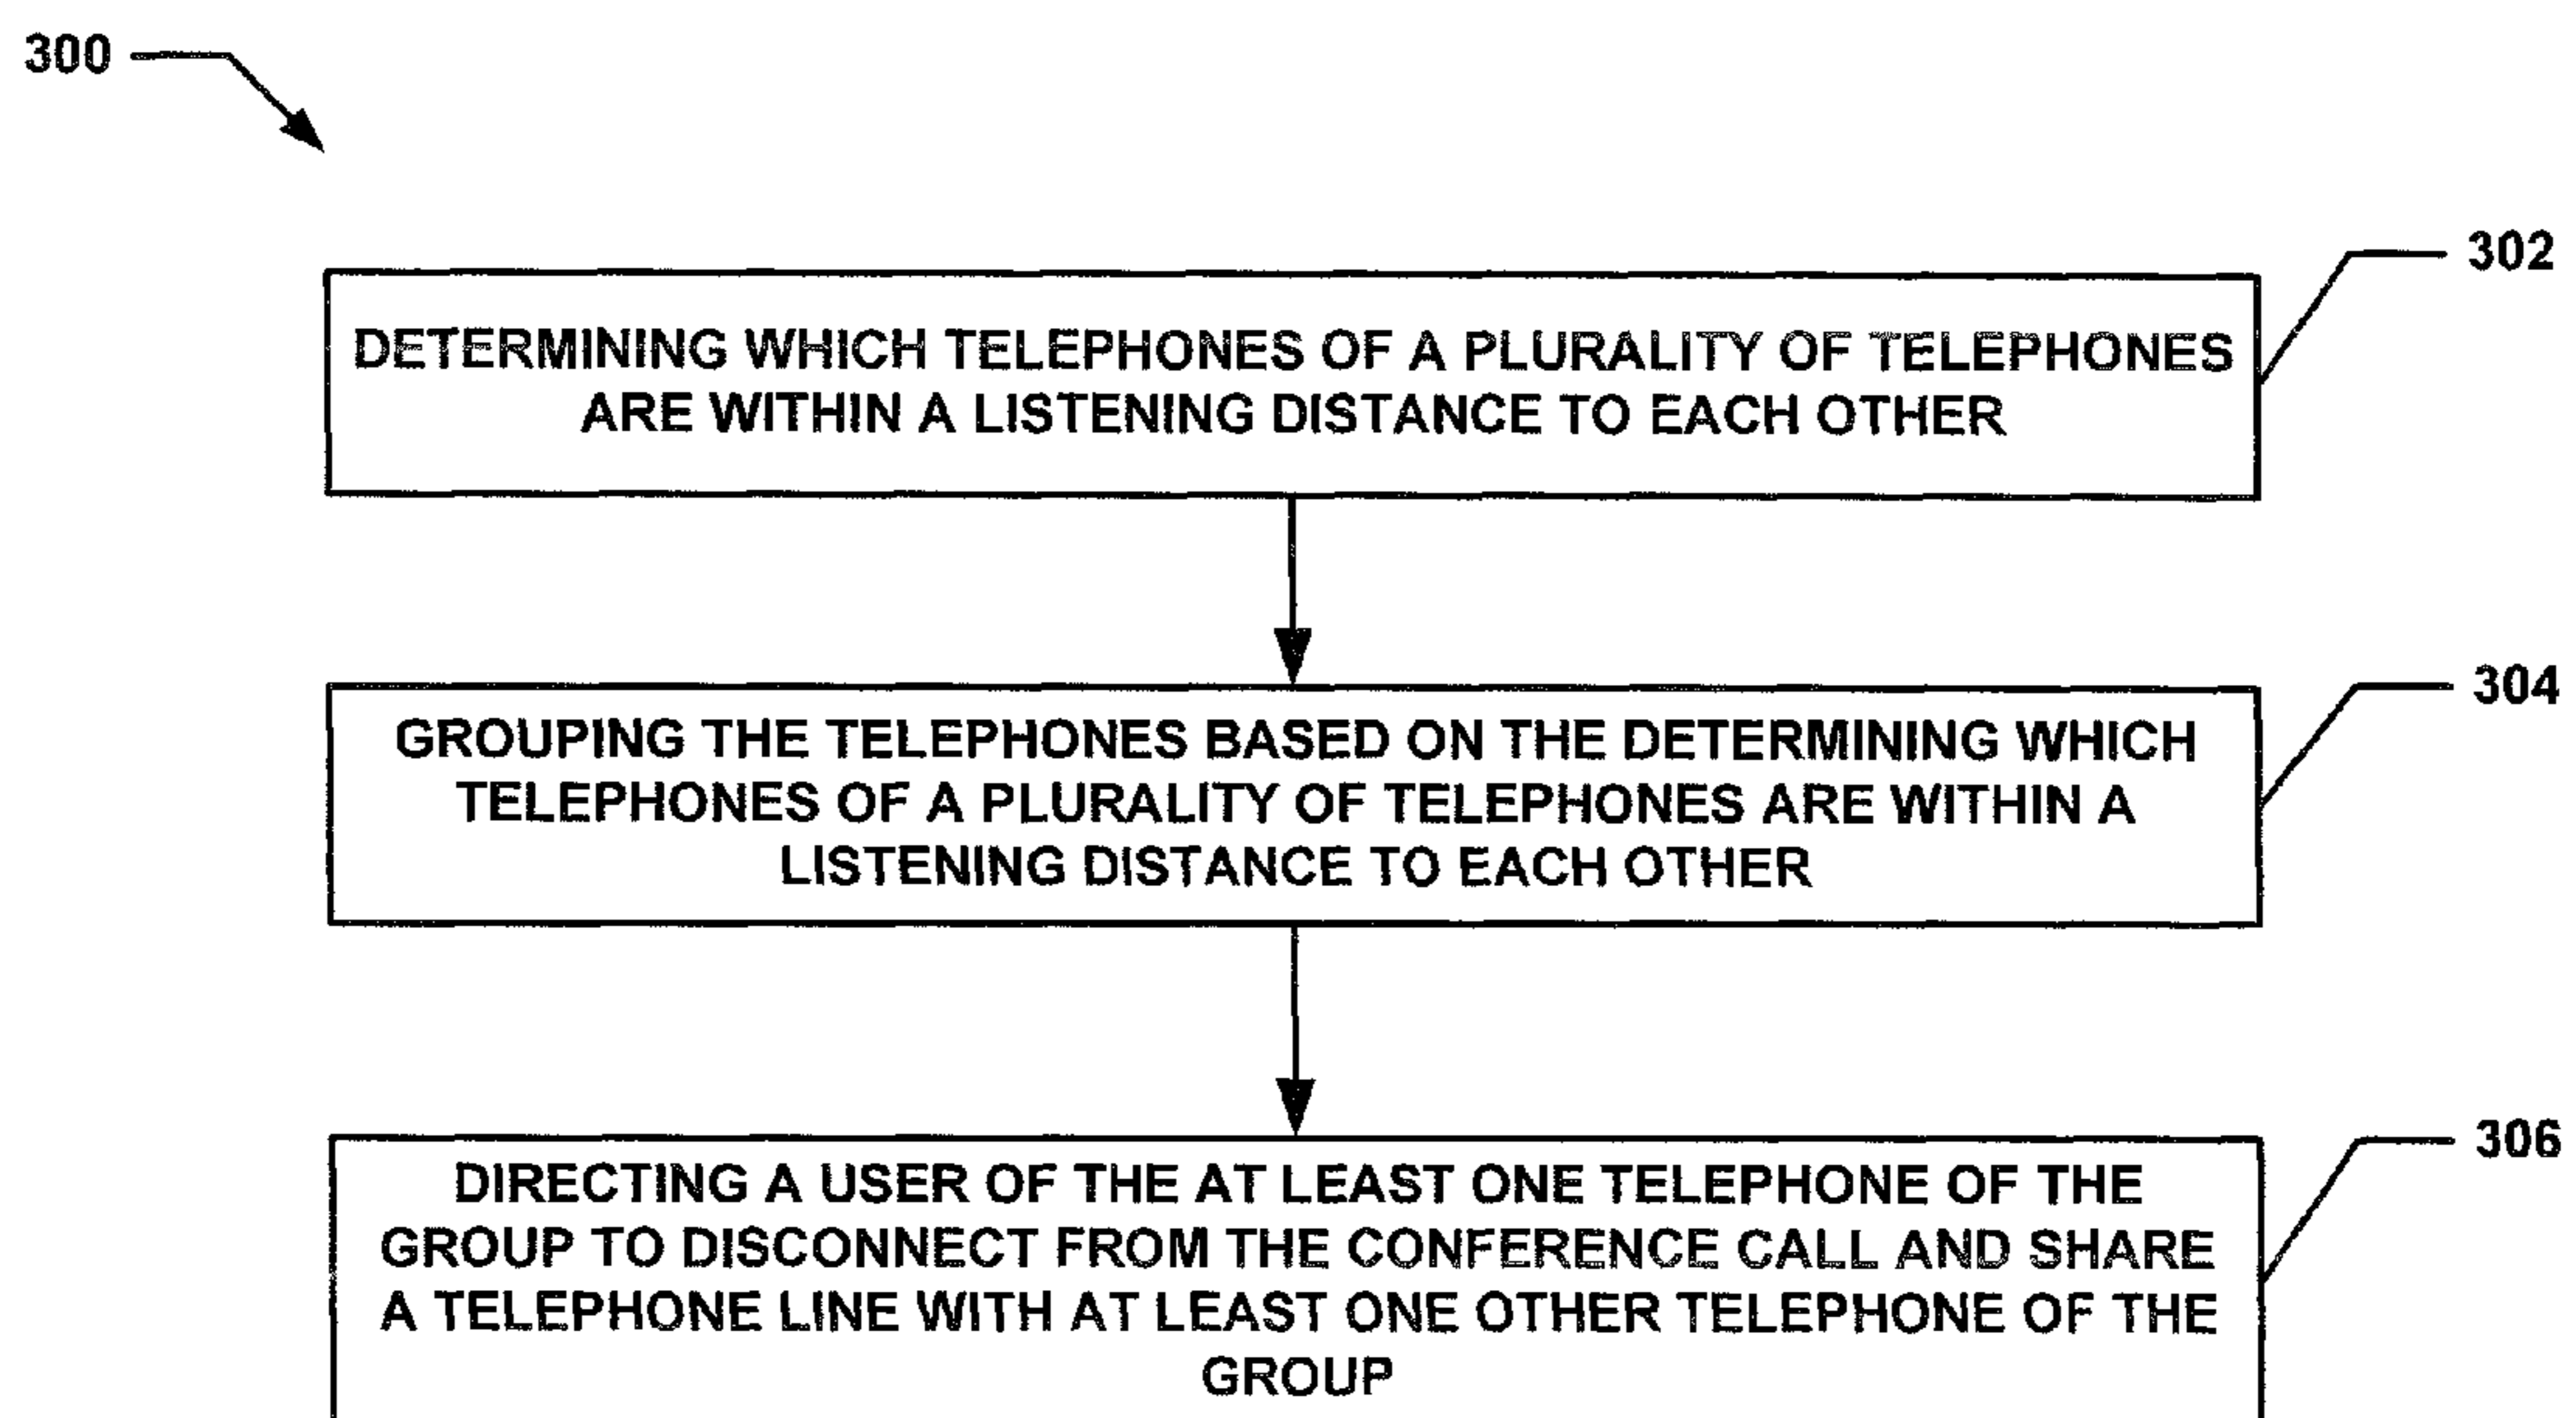 300
302
DETERMINING WHICH TELEPHONES OF A PLURALITY OF TELEPHONES
ARE WITHIN A LISTENING DISTANCE TO EACH OTHER
304
GROUPING THE TELEPHONES BASED ON THE DETERMINING WHICH
TELEPHONES OF A PLURALITY OF TELEPHONES ARE WITHIN A
LISTENING DISTANCE TO EACH OTHER
306
DIRECTING A USER OF THE AT LEAST ONE TELEPHONE OF THE
GROUP TO DISCONNECT FROM THE CONFERENCE CALL AND SHARE
A TELEPHONE LINE WITH AT LEAST ONE OTHER TELEPHONE OF THE
GROUP